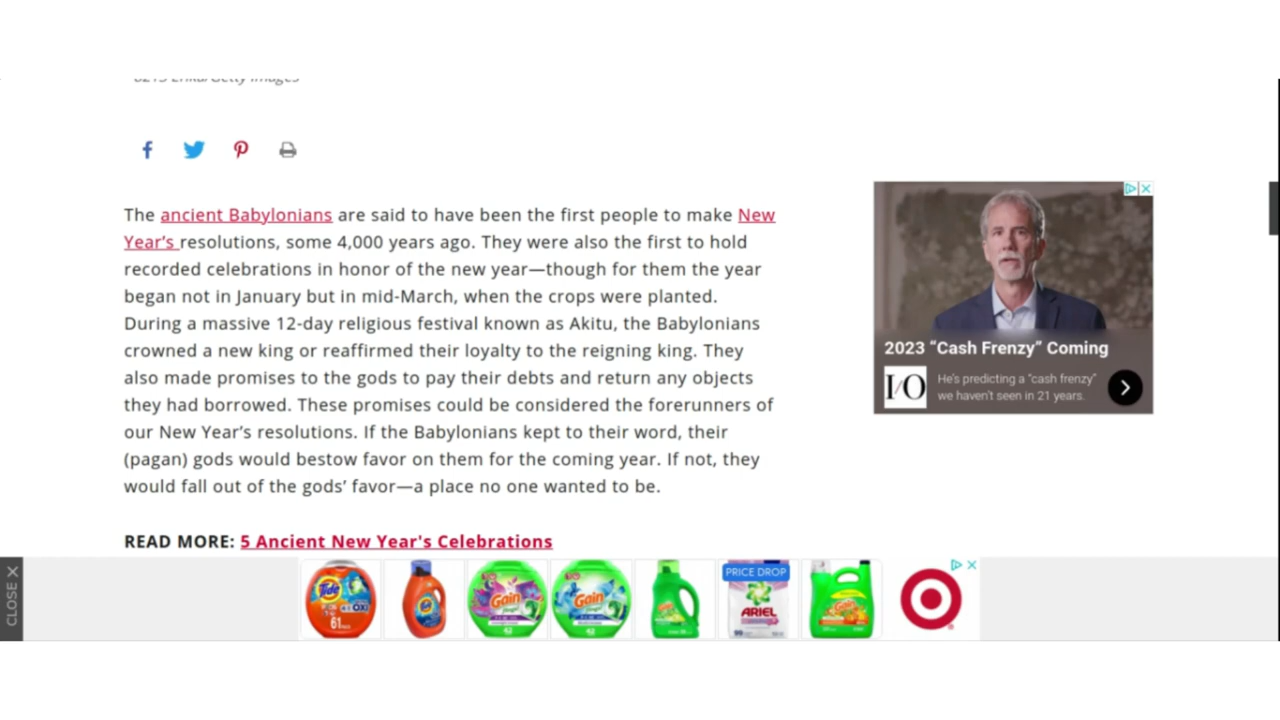 The ancient Babylonians are said to have been the first people to make New
Year’s resolutions, some 4,000 years ago. They were also the first to hold
recorded celebrations in honor of the new year—though for them the year
began not in January but in mid-March, when the crops were planted.
During a massive 12-day religious festival known as Akitu, the Babylonians
crowned a new king or reaffirmed their loyalty to the reigning king. They
also made promises to the gods to pay their debts and return any objects
they had borrowed. These promises could be considered the forerunners of
our New Year’s resolutions. If the Babylonians kept to their word, their
(pagan) gods would bestow favor on them for the coming year. If not, they
would fall out of the gods’ favor—a place no one wanted to be.
READ MORE: 5 Ancient New Year's Celebrations
2023 “Cash Frenzy” Coming
I/O
He's predicting a “cash frenzy”
we haven't seen in 21 years.
CLOSE X
Tide
OXI
61
Gain
42
Gain
42
PRICE DROP
ARIEL
Gain